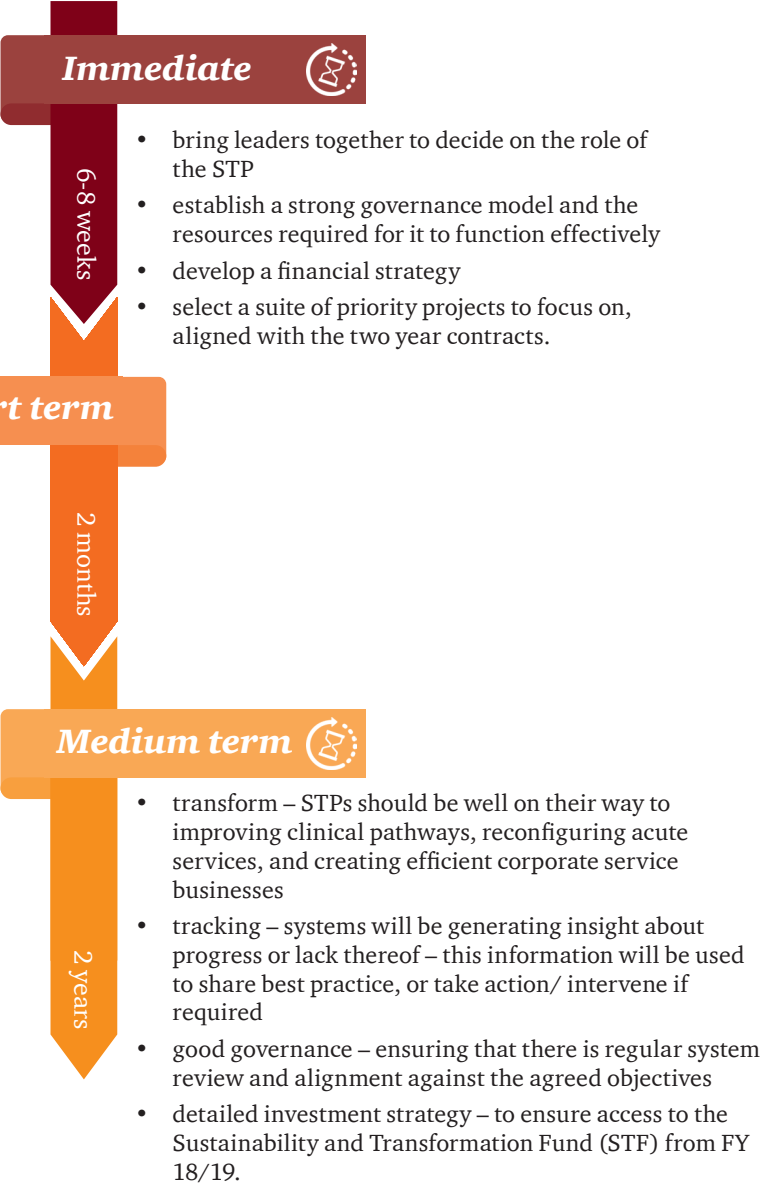 Immediate
6-8 weeks
• bring leaders together to decide on the role of
the STP
• establish a strong governance model and the
resources required for it to function effectively
• develop a financial strategy
• select a suite of priority projects to focus on,
aligned with the two year contracts.
rt term
2 months
Medium term
2 years
• transform – STPs should be well on their way to
improving clinical pathways, reconfiguring acute
services, and creating efficient corporate service
businesses
• tracking – systems will be generating insight about
progress or lack thereof – this information will be used
to share best practice, or take action/ intervene if
required
• good governance – ensuring that there is regular system
review and alignment against the agreed objectives
• detailed investment strategy – to ensure access to the
Sustainability and Transformation Fund (STF) from FY
18/19.